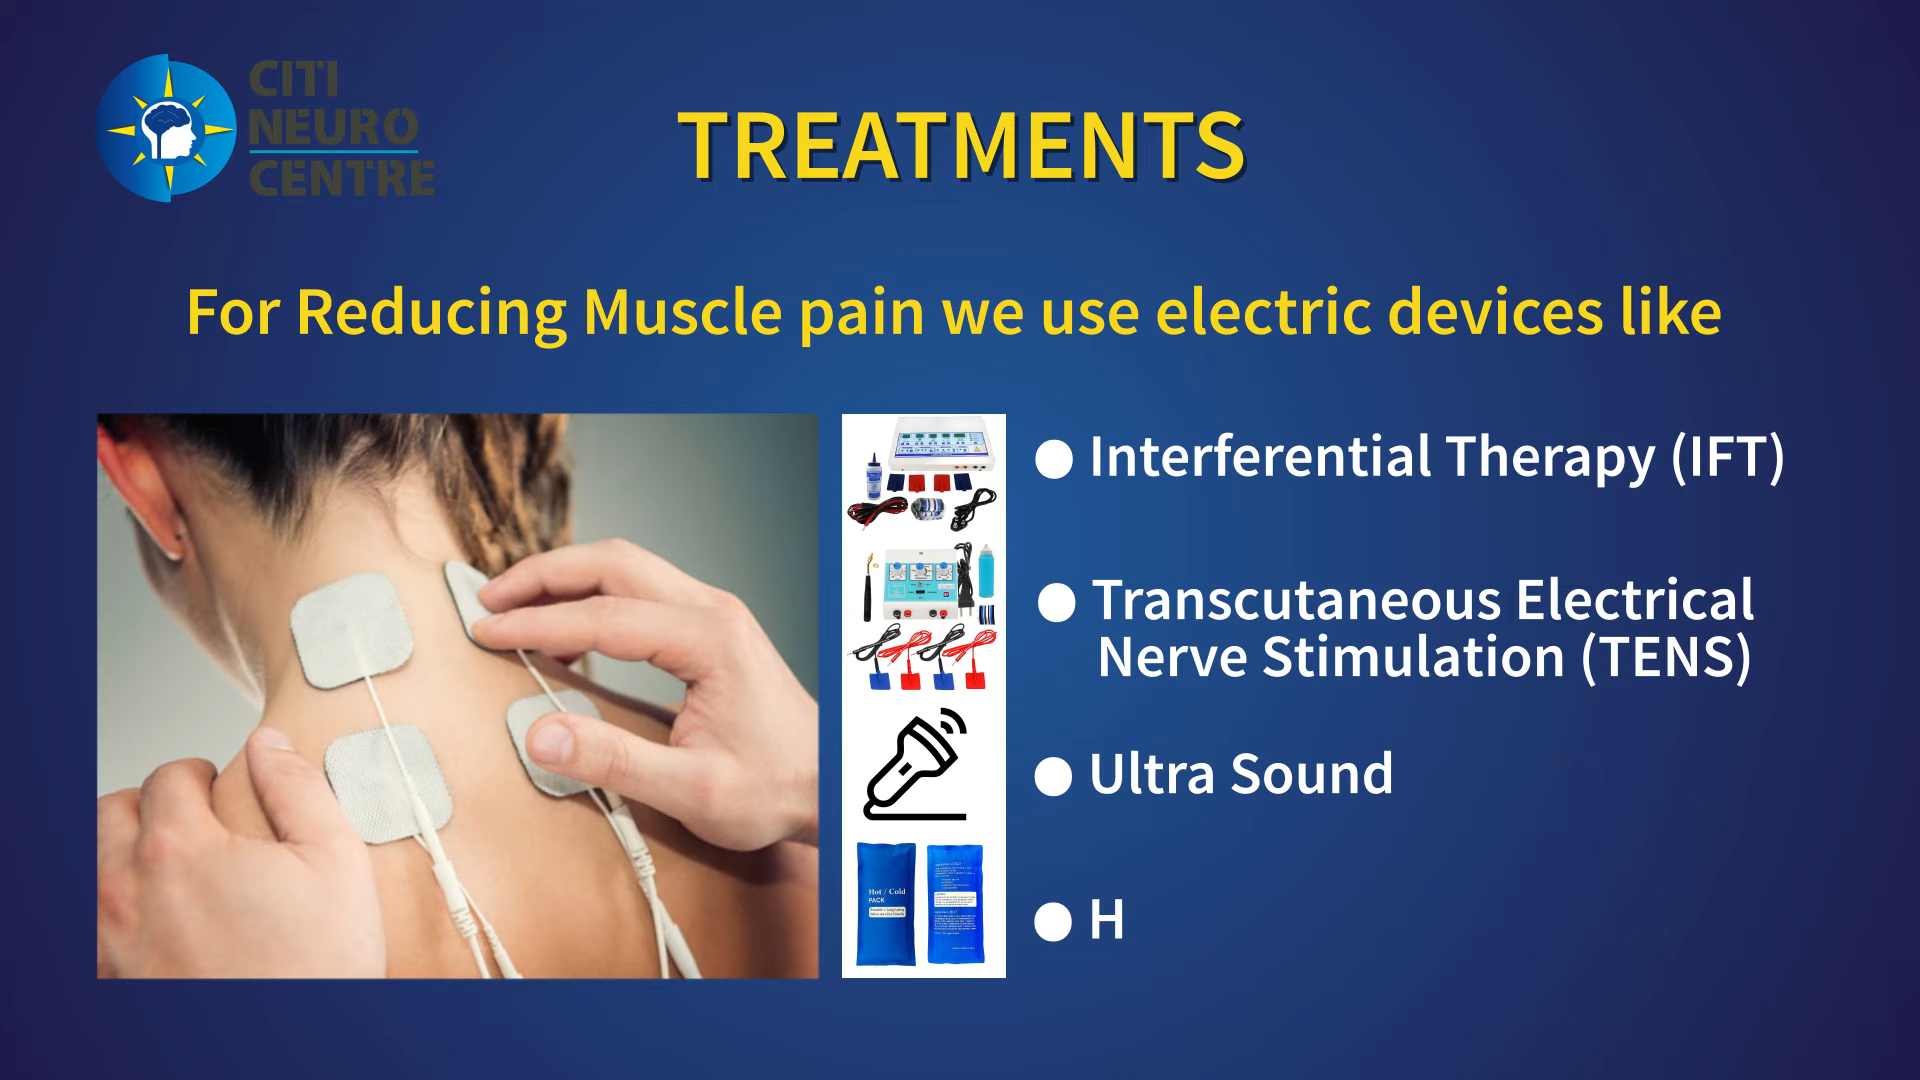 CITI
NEURO
CENTRE
TREATMENTS
For Reducing Muscle pain we use electric devices like
● Interferential Therapy (IFT)
● Transcutaneous Electrical
Nerve Stimulation (TENS)
● Ultra Sound
● H
Hot / Cold
PACK